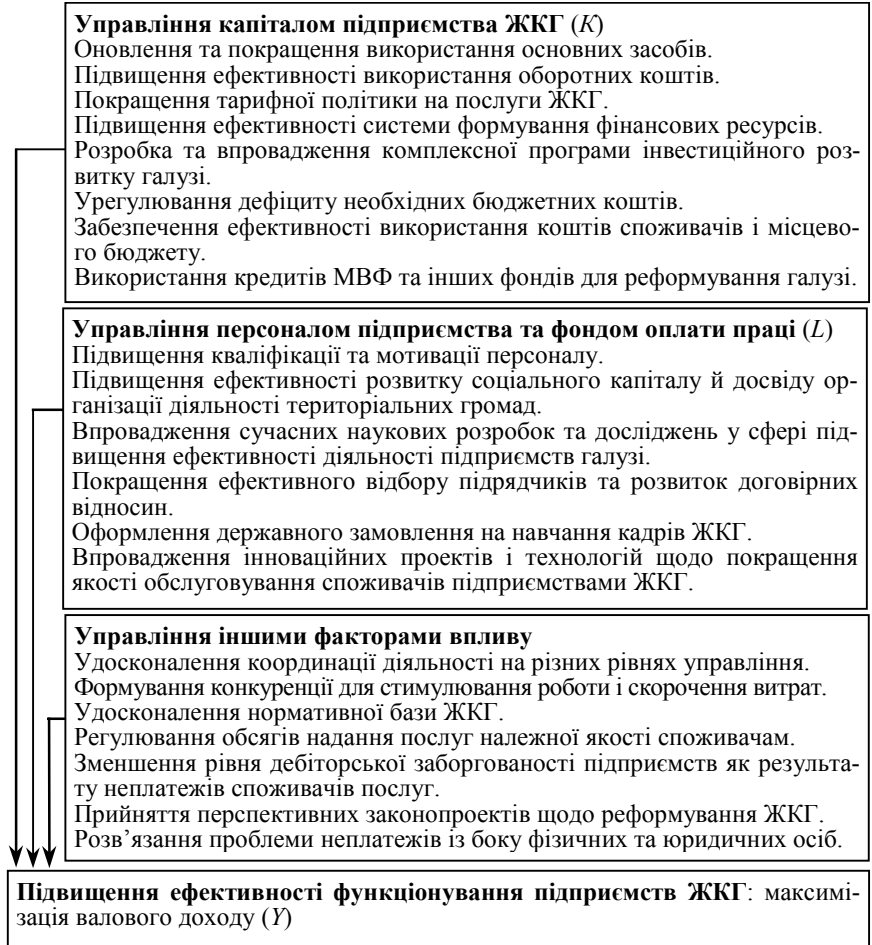 Управління капіталом підприємства ЖКГ (K)
Оновлення та покращення використання основних засобів.
Підвищення ефективності використання оборотних коштів.
Покращення тарифної політики на послуги ЖКГ.
Підвищення ефективності системи формування фінансових ресурсів.
Розробка та впровадження комплексної програми інвестиційного роз-
витку галузі.
Урегулювання дефіциту необхідних бюджетних коштів.
Забезпечення ефективності використання коштів споживачів і місцево-
го бюджету.
Використання кредитів МВФ та інших фондів для реформування галузі.
Управління персоналом підприємства та фондом оплати праці (L)
Підвищення кваліфікації та мотивації персоналу.
Підвищення ефективності розвитку соціального капіталу й досвіду ор-
ганізації діяльності територіальних громад.
Впровадження сучасних наукових розробок та досліджень у сфері під-
вищення ефективності діяльності підприємств галузі.
Покращення ефективного відбору підрядчиків та розвиток договірних
відносин.
Оформлення державного замовлення на навчання кадрів ЖКГ.
Впровадження інноваційних проектів і технологій щодо покращення
якості обслуговування споживачів підприємствами ЖКГ.
Управління іншими факторами впливу
Удосконалення координації діяльності на різних рівнях управління.
Формування конкуренції для стимулювання роботи і скорочення витрат.
Удосконалення нормативної бази ЖКГ.
Регулювання обсягів надання послуг належної якості споживачам.
Зменшення рівня дебіторської заборгованості підприємств як результа-
ту неплатежів споживачів послуг.
Прийняття перспективних законопроектів щодо реформування ЖКГ.
Розв’язання проблеми неплатежів із боку фізичних та юридичних осіб.
Підвищення ефективності функціонування підприємств ЖКГ: максимі-
зація валового доходу (Y)